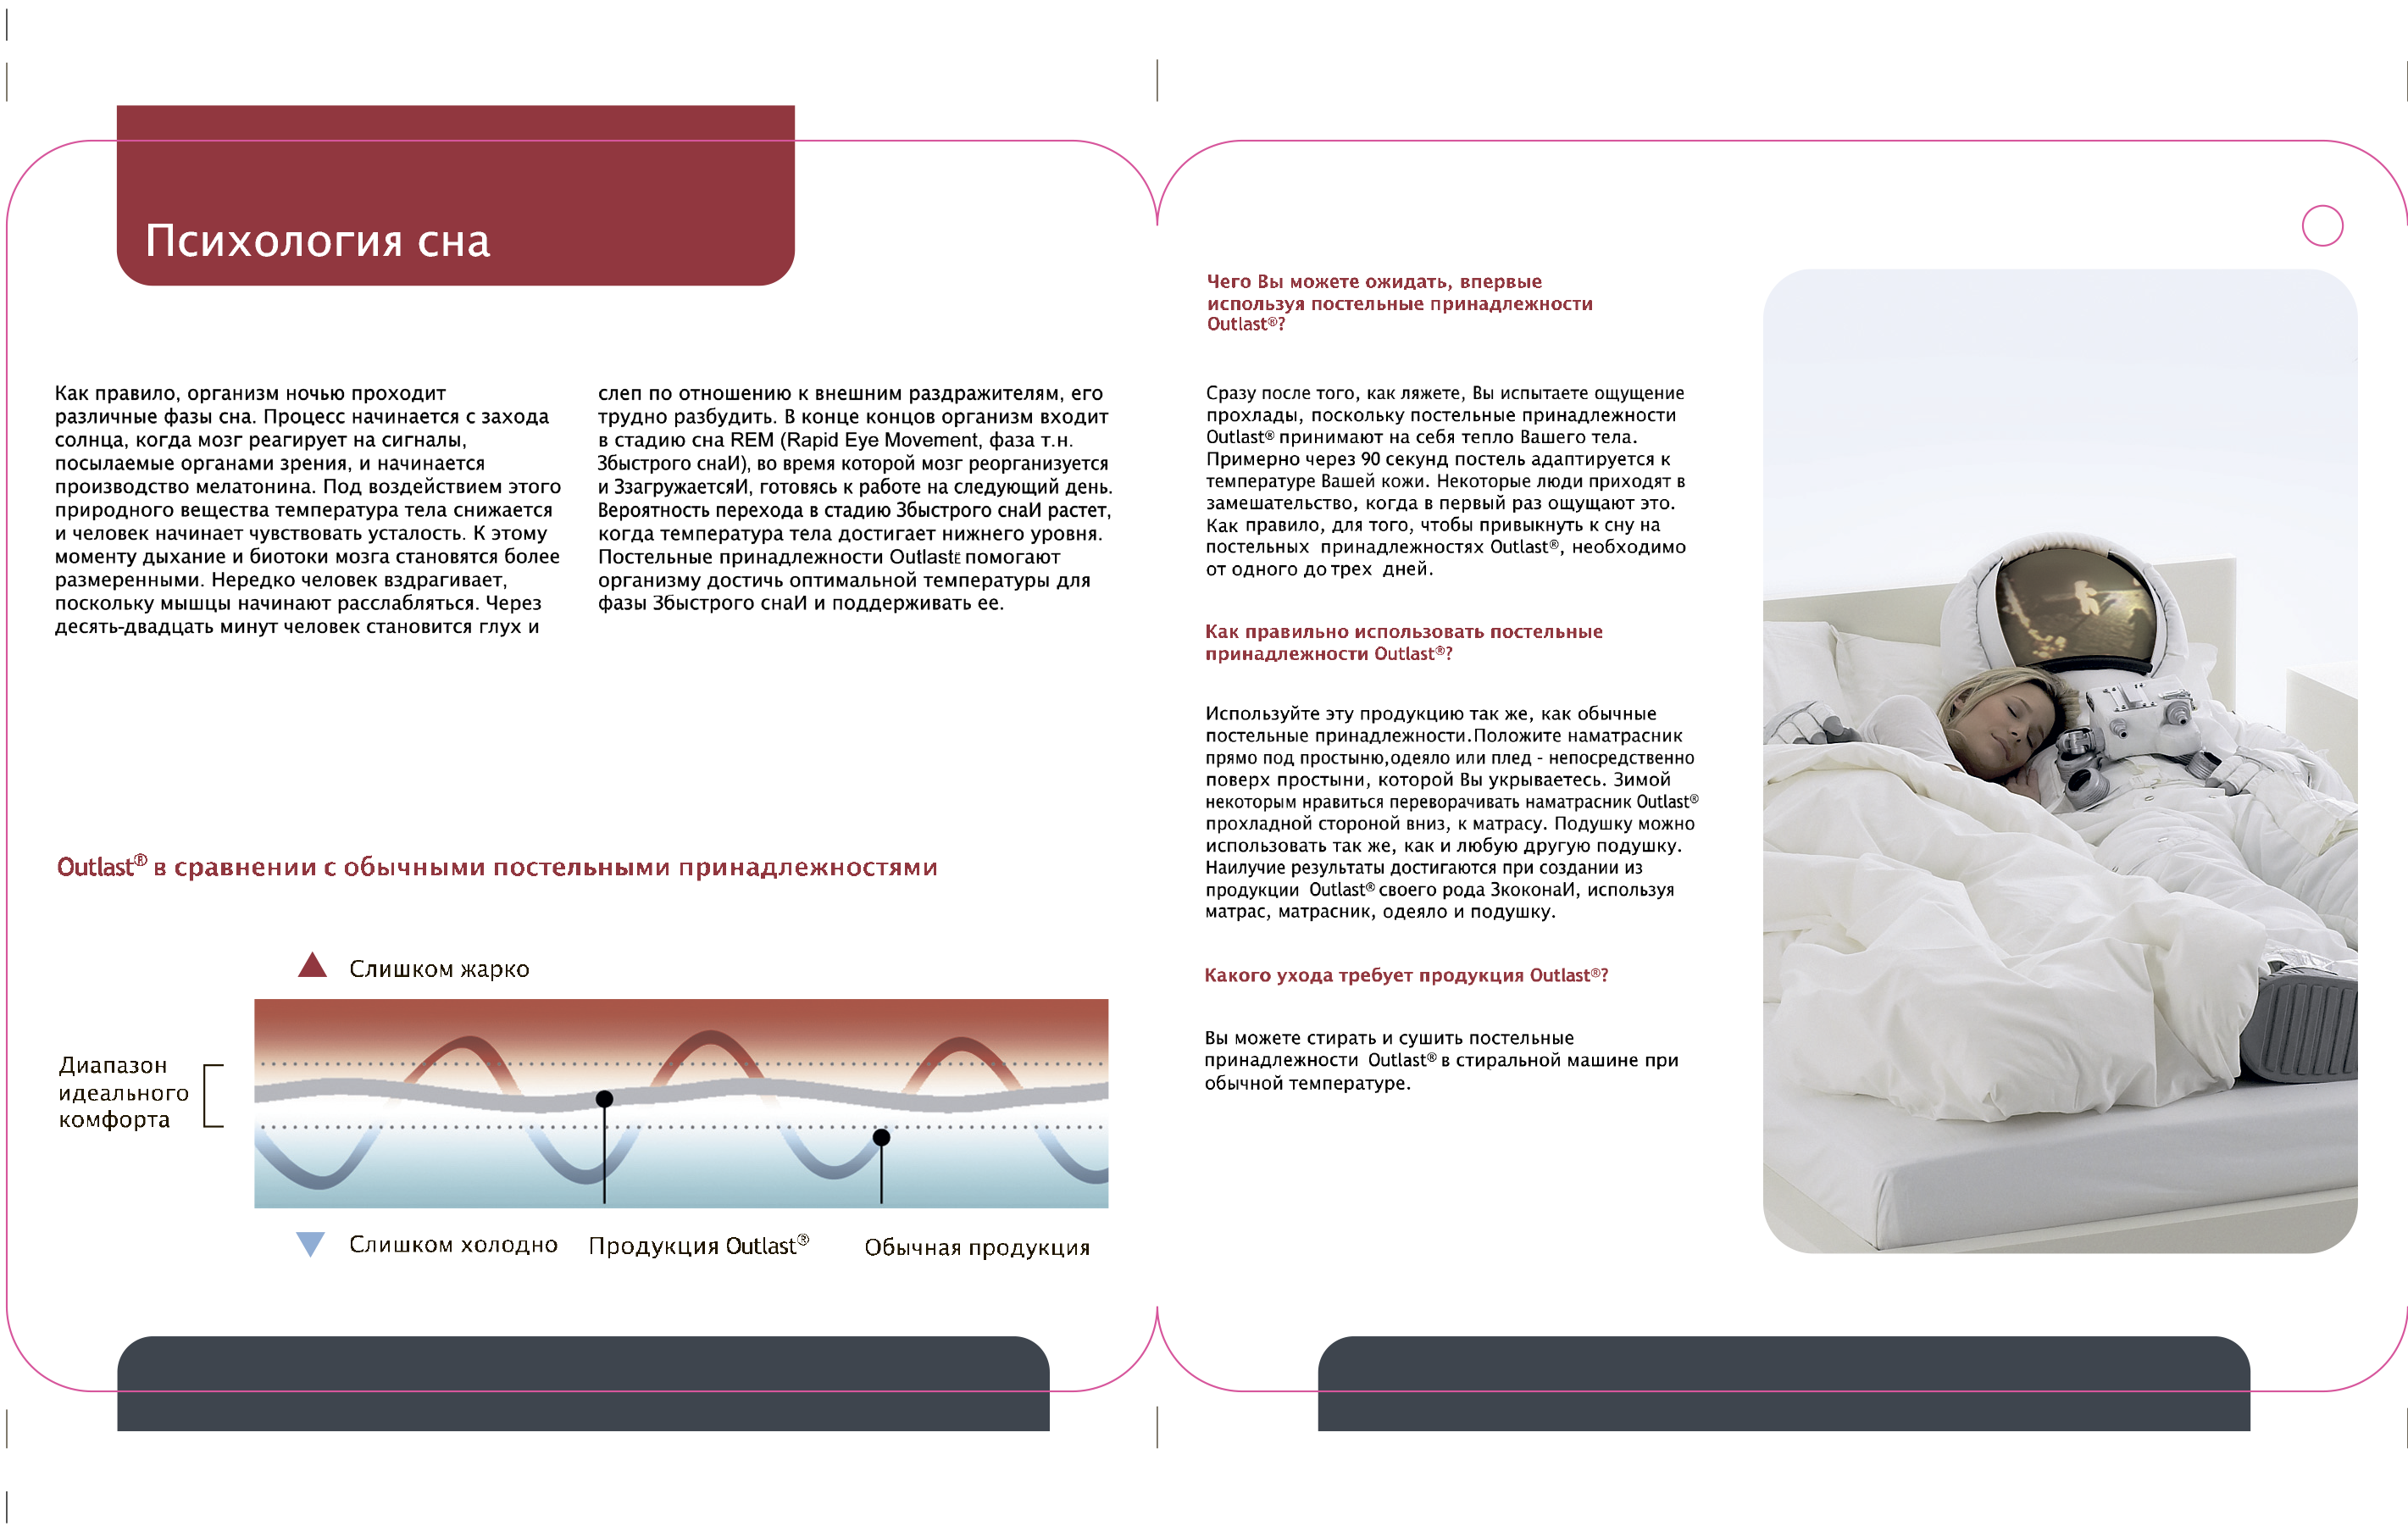 Психология сна
Как правило, организм ночью проходит
различные фазы сна. Процесс начинается с захода
солнца, когда мозг реагирует на сигналы,
посылаемые органами зрения, и начинается
производство мелатонина. Под воздействием этого
природного вещества температура тела снижается
и человек начинает чувствовать усталость. К этому
моменту дыхание и биотоки мозга становятся более
размеренными. Нередко человек вздрагивает,
поскольку мышцы начинают расслабляться. Через
десять-двадцать минут человек становится глух и
слеп по отношению к внешним раздражителям, его
трудно разбудить. В конце концов организм входит
в стадию сна REM (Rapid Eye Movement, фаза т.н.
Збыстрого снаИ), во время которой мозг реорганизуется
и ЗзагружаетсяИ, готовясь к работе на следующий день.
Вероятность перехода в стадию Збыстрого снаИ растет,
когда температура тела достигает нижнего уровня.
Постельные принадлежности OutlastЁ помогают
организму достичь оптимальной температуры для
фазы Збыстрого снаИ и поддерживать ее.
Outlast® в сравнении с обычными постельными принадлежностями
Слишком жарко
Диапазон
идеального
комфорта
Слишком холодно
Продукция Outlast®
Обычная продукция
Чего Вы можете ожидать, впервые
используя постельные принадлежности
Outlast®?
Сразу после того, как ляжете, Вы испытаете ощущение
прохлады, поскольку постельные принадлежности
Outlast® принимают на себя тепло Вашего тела.
Примерно через 90 секунд постель адаптируется к
температуре Вашей кожи. Некоторые люди приходят в
замешательство, когда в первый раз ощущают это.
Как правило, для того, чтобы привыкнуть к сну на
постельных принадлежностях Outlast®, необходимо
от одного до трех дней.
Как правильно использовать постельные
принадлежности Outlast®?
Используйте эту продукцию так же, как обычные
постельные принадлежности.Положите наматрасник
прямо под простыню,одеяло или плед - непосредственно
поверх простыни, которой Вы укрываетесь. Зимой
некоторым нравиться переворачивать наматрасник Outlast®
прохладной стороной вниз, к матрасу. Подушку можно
использовать так же, как и любую другую подушку.
Наилучие результаты достигаются при создании из
продукции Outlast® своего рода ЗкоконаИ, используя
матрас, матрасник, одеяло и подушку.
Какого ухода требует продукция Outlast®?
Вы можете стирать и сушить постельные
принадлежности Outlast® в стиральной машине при
обычной температуре.